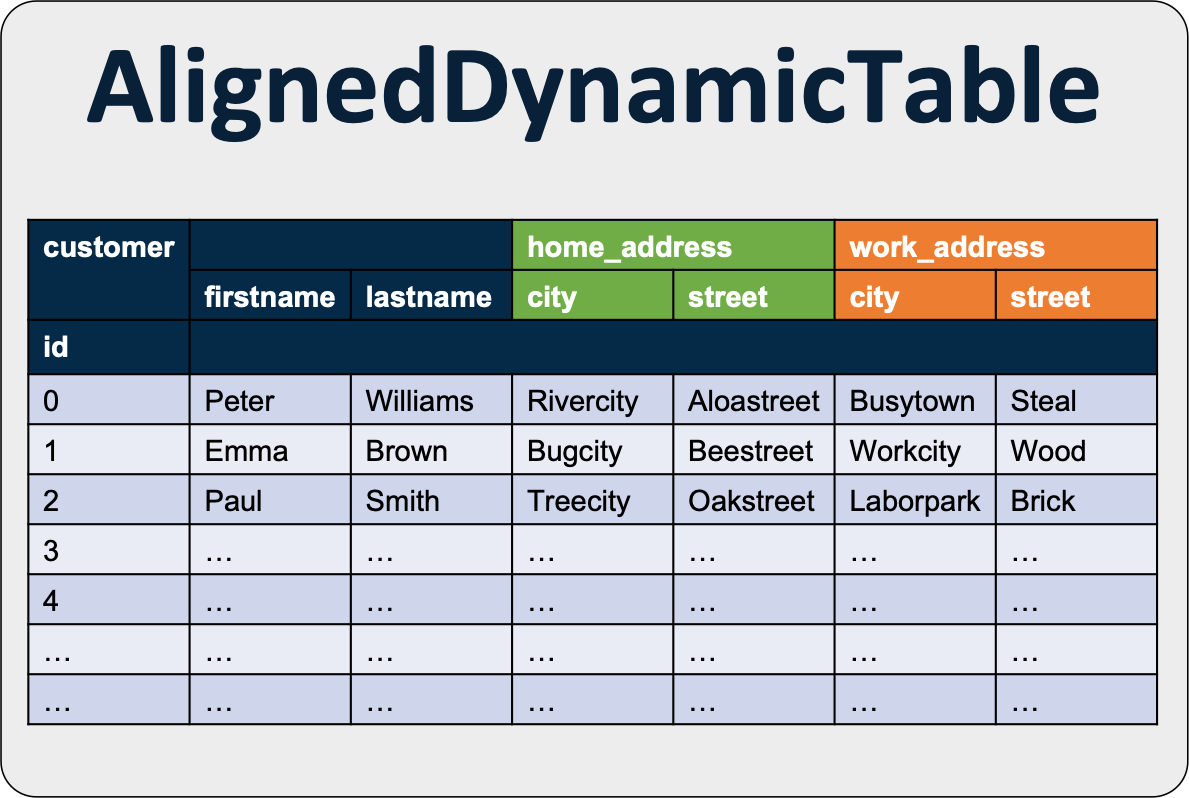 AlignedDynamicTable
customer home_address work_address
firstname lastname city street city street
id
0 Peter Williams Rivercity Aloastreet Busytown Steal
1 Emma Brown Bugcity Beestreet Workcity Wood
2 Paul Smith Treecity Oakstreet Laborpark Brick
3 … … … … … …
4 … … … … … …
… … … … … … …
… … … … … … …